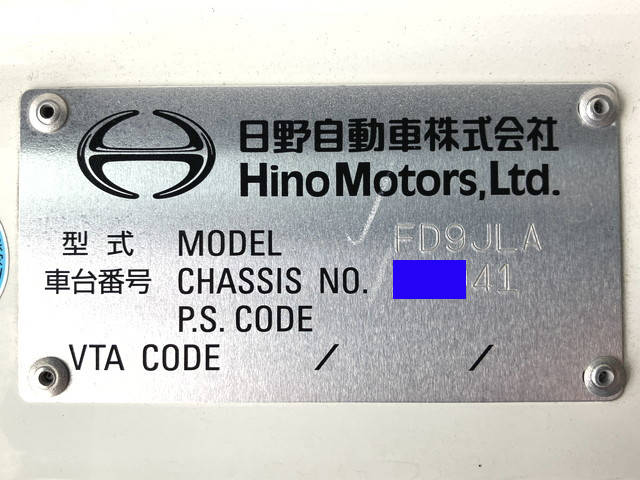 日野自動車株式会社
Hino Motors, Ltd.
型式 MODEL FD9JLA
車台番号 CHASSIS NO. 41
P.S. CODE
VTA CODE / /